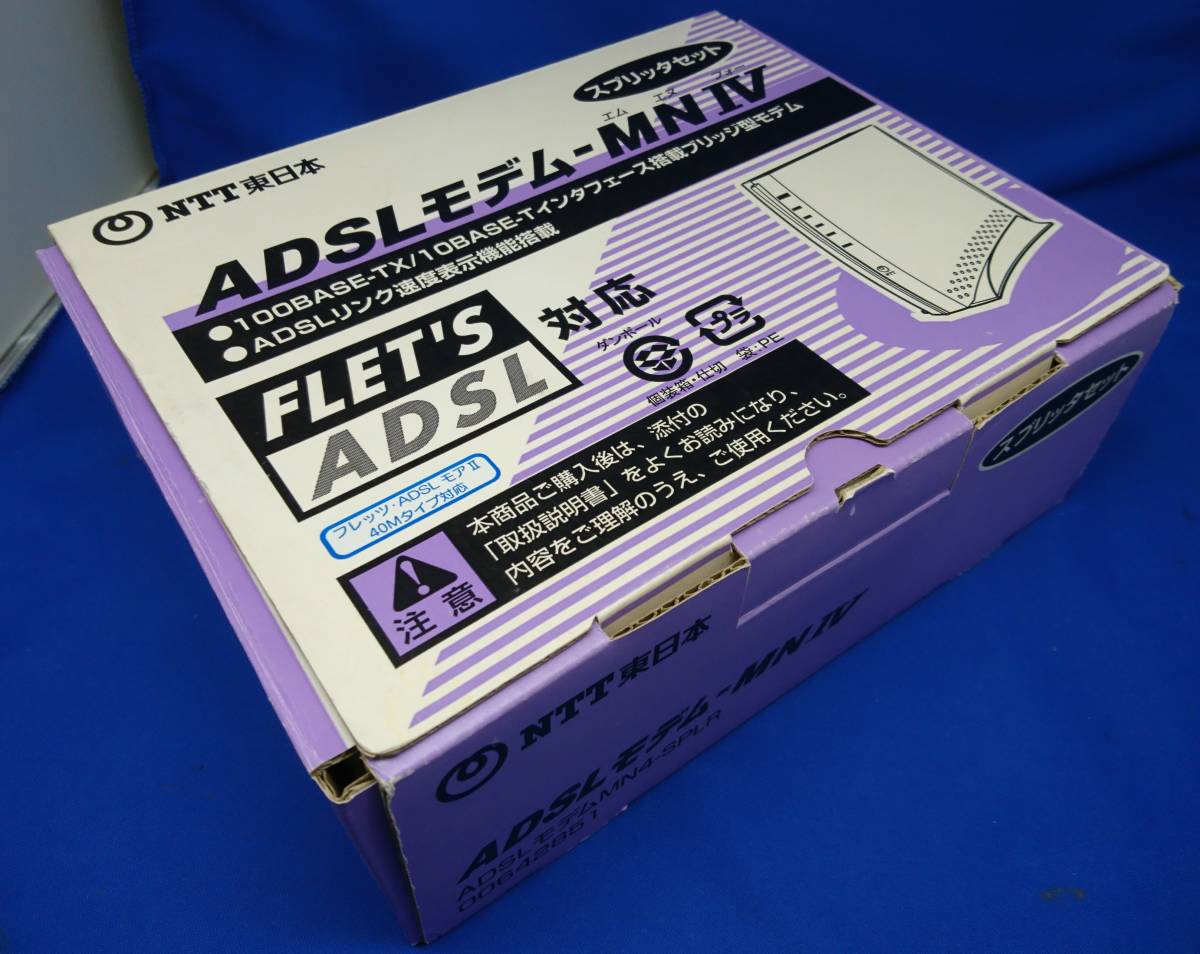 スプリッタセット
NTT東日本
エム エヌ フォー
ADSLモデム-MNⅣ
●100BASE-TX/10BASE-Tインタフェース搭載ブリッジ型モデム
●ADSLリンク速度表示機能搭載
FLET'S
ADSL
対応
ダンボール
プラ
個装箱・仕切 袋:PE
フレッツ・ADSL モアⅡ
40Mタイプ対応
注意
本商品ご購入後は、添付の
「取扱説明書」をよくお読みになり、
内容をご理解のうえ、ご使用ください。
スプリッタセット
NTT東日本
ADSLモデム-MNⅣ
ADSLモデムMN4-SPLR
00642851